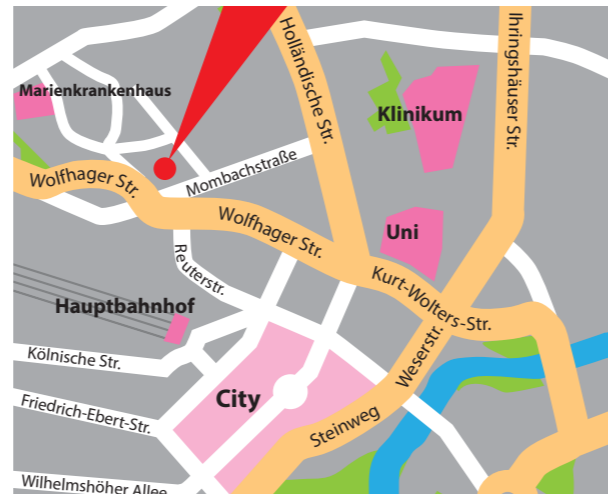 Holländische Str.
Ihringshäuser Str.
Marienkrankenhaus
Klinikum
Mombachstraße
Wolfhager Str.
Wolfhager Str.
Uni
Reuterstr.
Kurt-Wolters-Str.
Hauptbahnhof
Kölnische Str.
Weserstr.
City
Friedrich-Ebert-Str.
Steinweg
Wilhelmshöher Allee